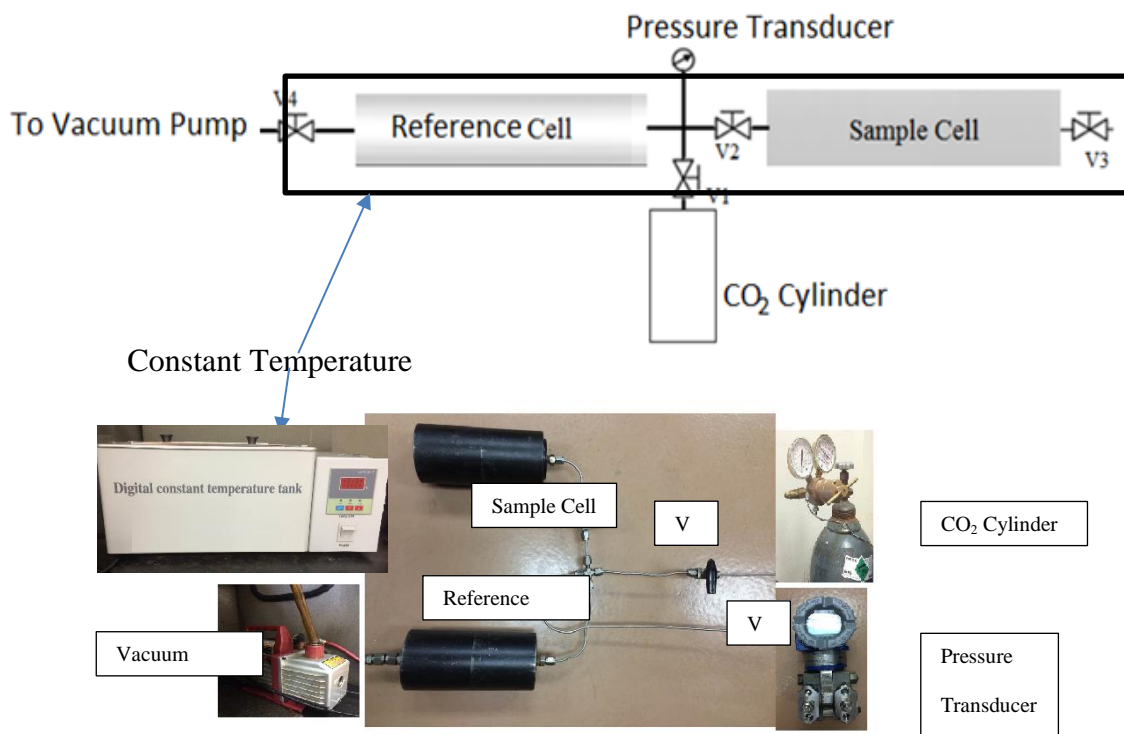 Pressure Transducer
V4
To Vacuum Pump
Reference Cell
V2
Sample Cell
V3
V1
CO₂ Cylinder
Constant Temperature
Digital constant temperature tank
Sample Cell
V
CO₂ Cylinder
Reference
V
Vacuum
Pressure
Transducer